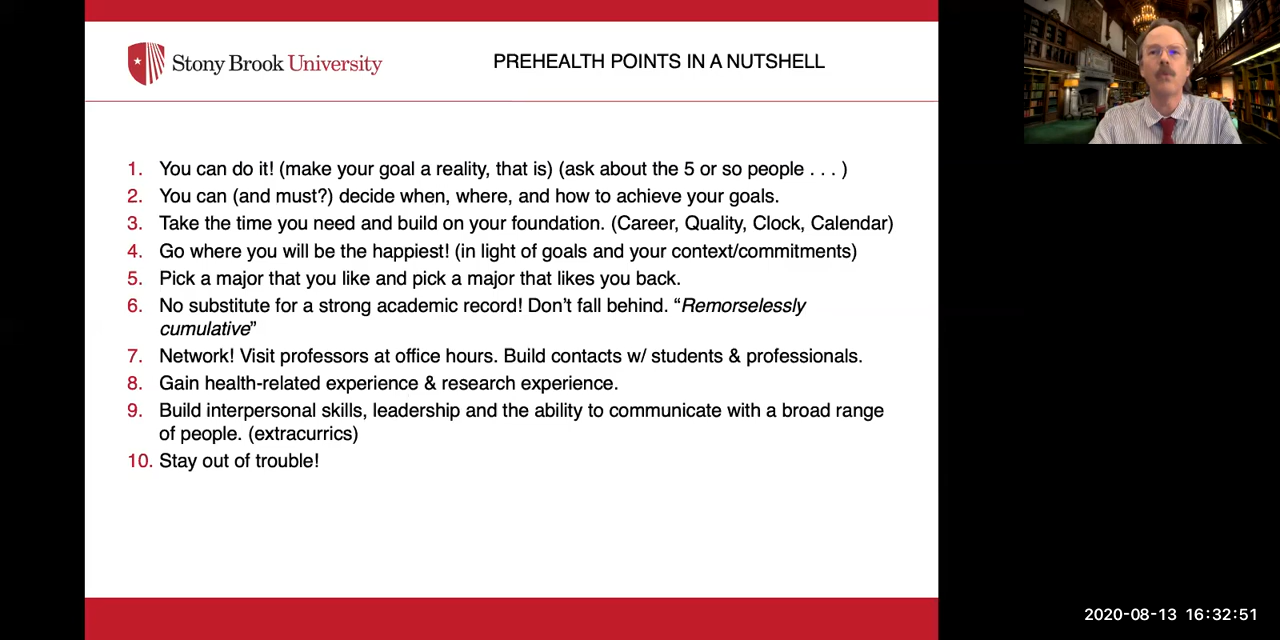 Stony Brook University
PREHEALTH POINTS IN A NUTSHELL
1. You can do it! (make your goal a reality, that is) (ask about the 5 or so people . . . )
2. You can (and must?) decide when, where, and how to achieve your goals.
3. Take the time you need and build on your foundation. (Career, Quality, Clock, Calendar)
4. Go where you will be the happiest! (in light of goals and your context/commitments)
5. Pick a major that you like and pick a major that likes you back.
6. No substitute for a strong academic record! Don’t fall behind. “Remorselessly
cumulative”
7. Network! Visit professors at office hours. Build contacts w/ students & professionals.
8. Gain health-related experience & research experience.
9. Build interpersonal skills, leadership and the ability to communicate with a broad range
of people. (extracurrics)
10. Stay out of trouble!
2020-08-13 16:32:51